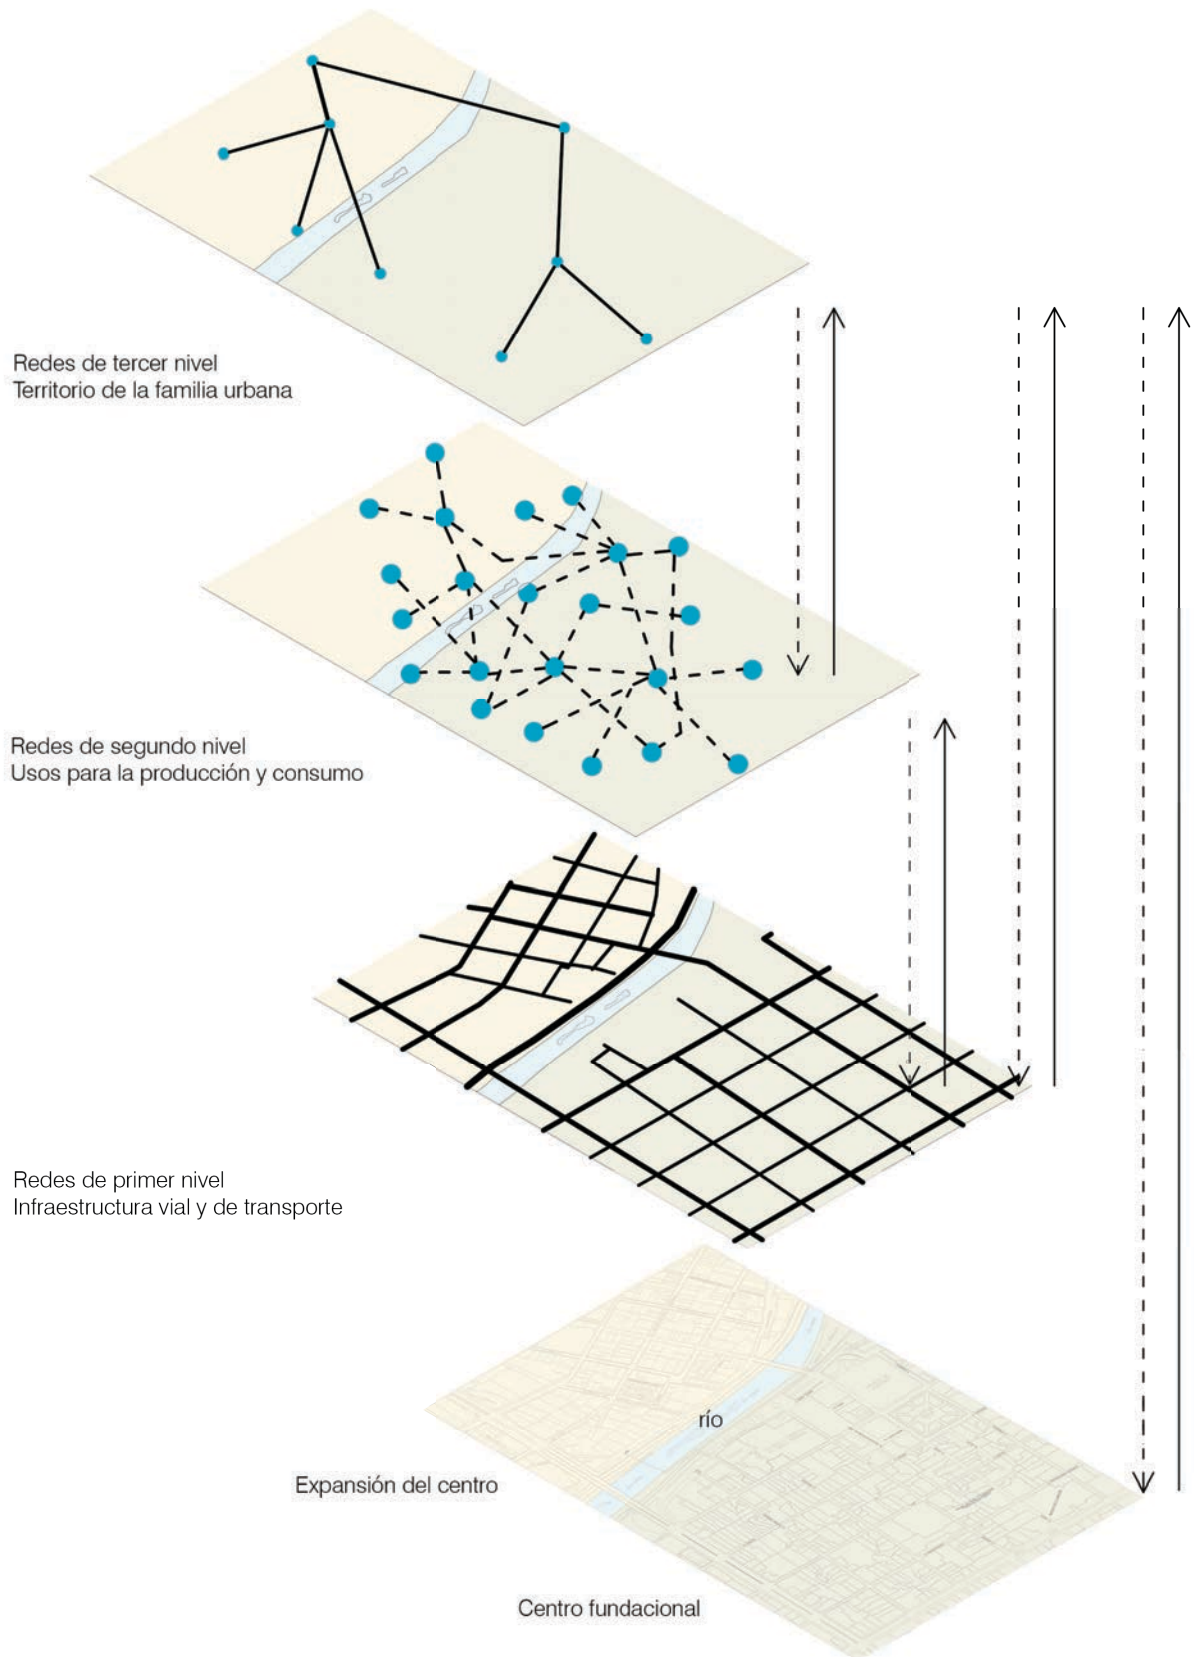 Redes de tercer nivel
Territorio de la familia urbana
Redes de segundo nivel
Usos para la producción y consumo
Redes de primer nivel
Infraestructura vial y de transporte
río
Expansión del centro
Centro fundacional